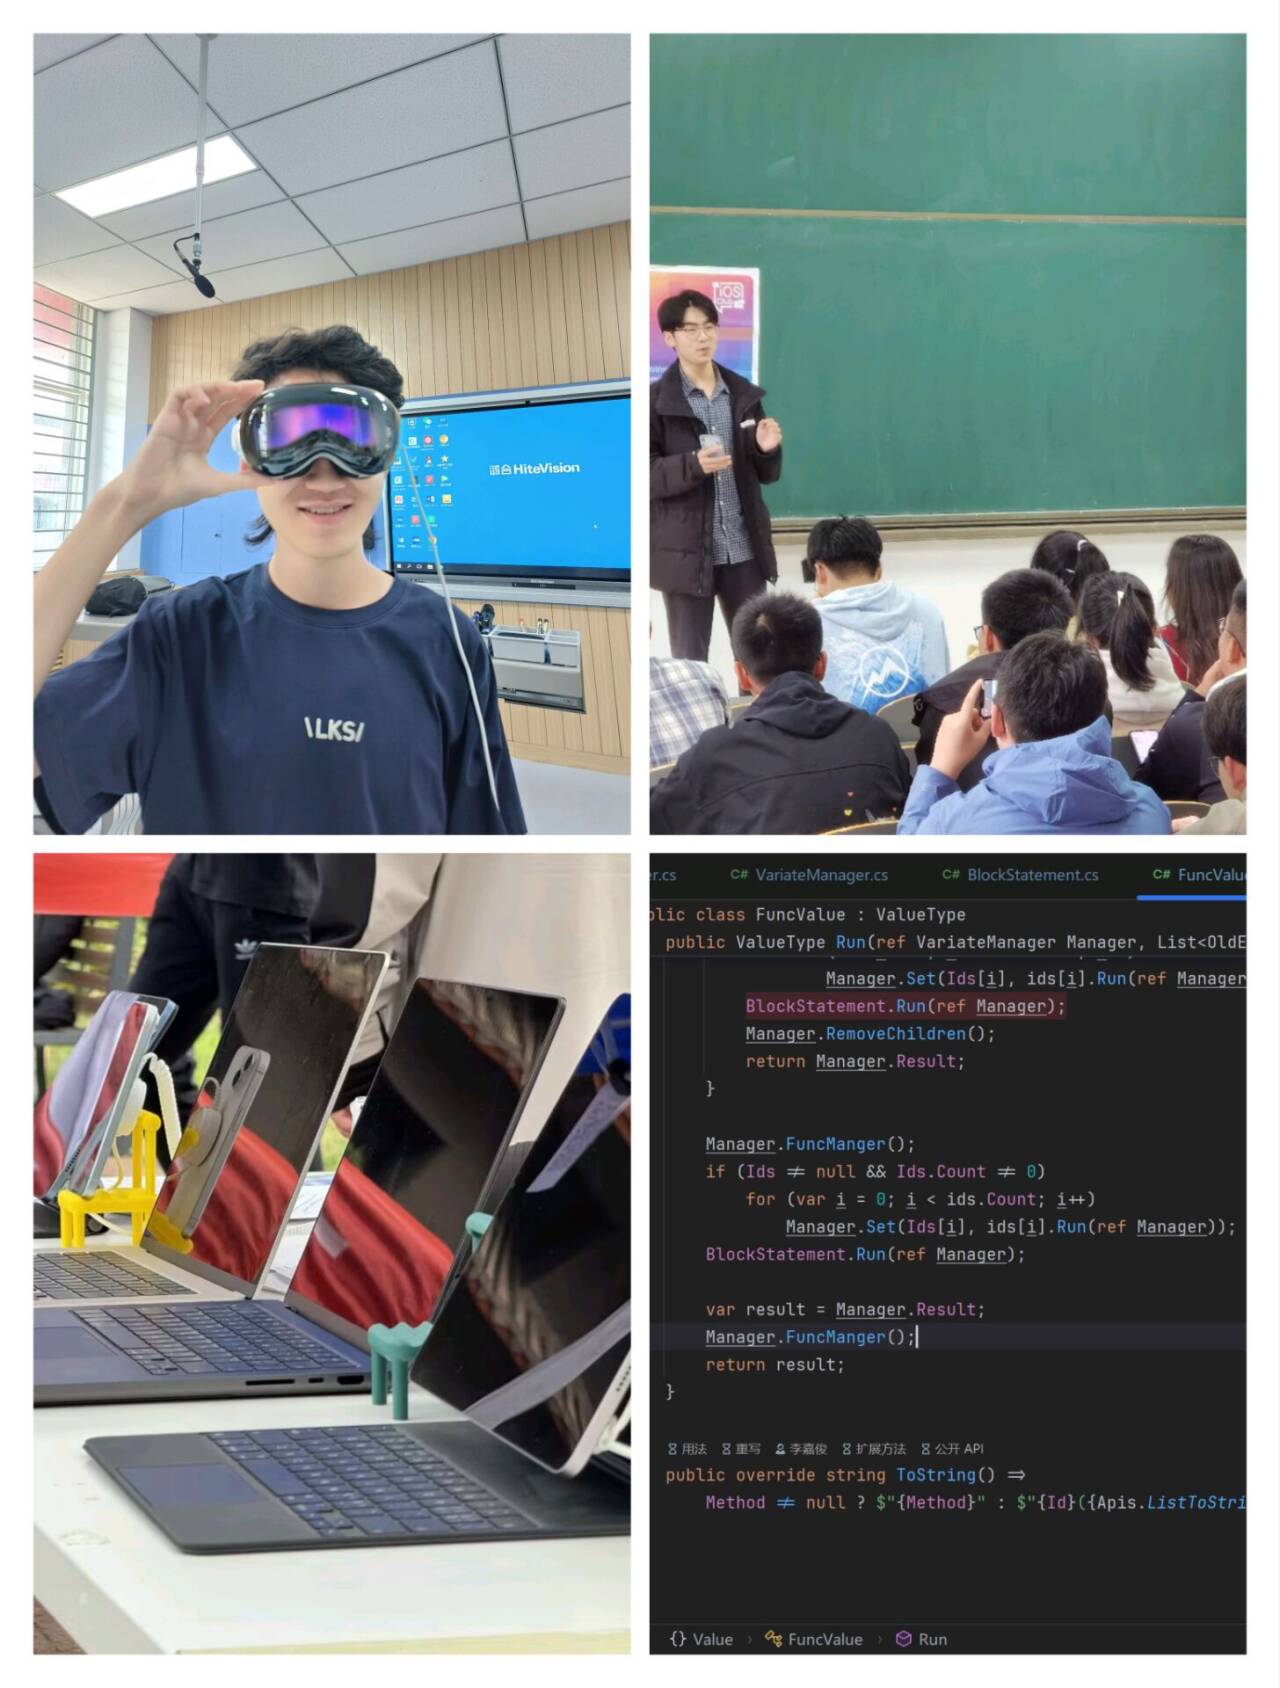 HiteVision
\LKS/
iOS
C# VariateManager.cs
C# BlockStatement.cs
public class FuncValue : ValueType
public ValueType Run(ref VariateManager Manager, List<OldE
Manager.Set(Ids[i], ids[i].Run(ref Manager
BlockStatement.Run(ref Manager);
Manager.RemoveChildren();
return Manager.Result;
}
Manager.FuncManger();
if (Ids ≠ null && Ids.Count ≠ 0)
for (var i = 0; i < ids.Count; i++)
Manager.Set(Ids[i], ids[i].Run(ref Manager));
BlockStatement.Run(ref Manager);
var result = Manager.Result;
Manager.FuncManger();
return result;
}
用法 重写 李嘉俊 扩展方法 公开 API
public override string ToString() ⇒
Method ≠ null ? $"{Method}" : $"{Id}({Apis.ListToStri
{} Value › FuncValue › Run